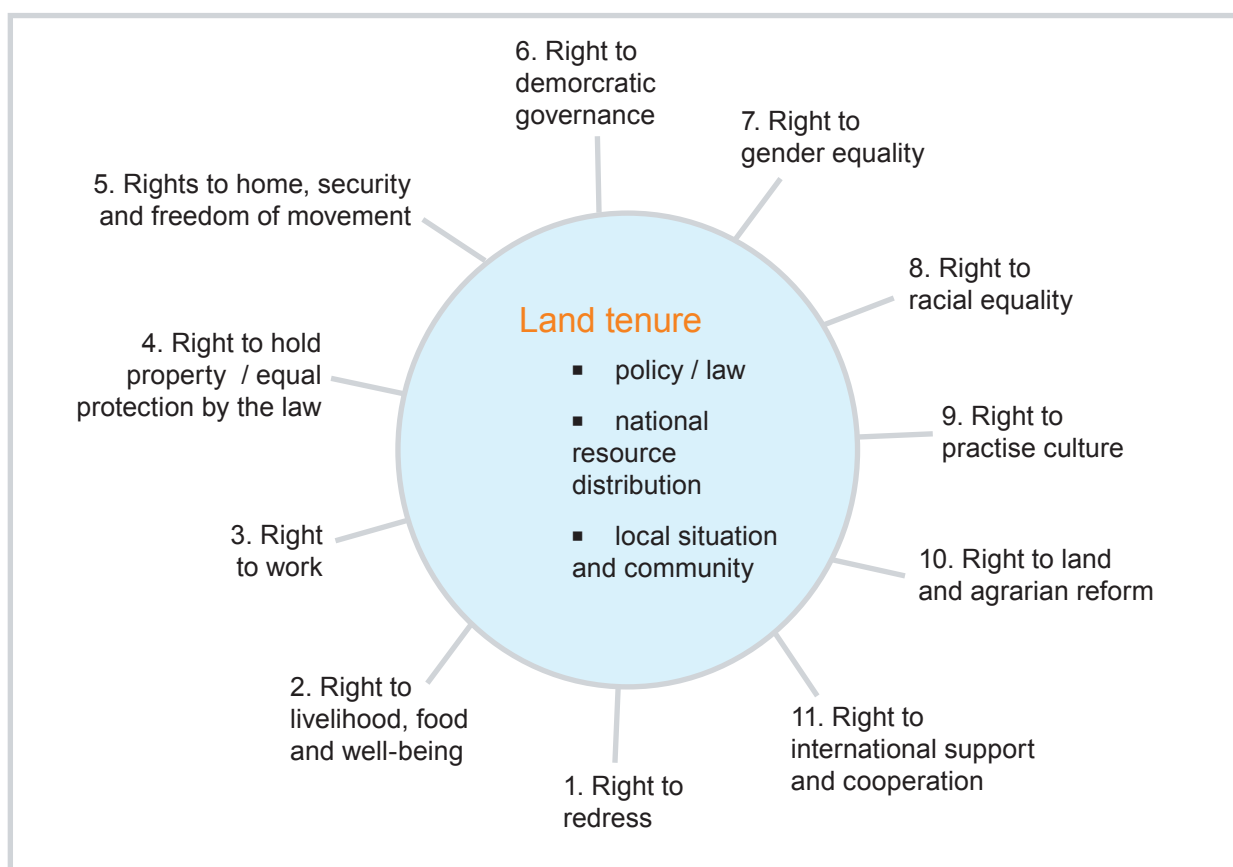 6. Right to
demorcratic
governance
7. Right to
gender equality
5. Rights to home, security
and freedom of movement
8. Right to
racial equality
Land tenure
▪ policy / law
▪ national
resource
distribution
▪ local situation
and community
4. Right to hold
property / equal
protection by the law
9. Right to
practise culture
3. Right
to work
10. Right to land
and agrarian reform
2. Right to
livelihood, food
and well-being
11. Right to
international support
and cooperation
1. Right to
redress